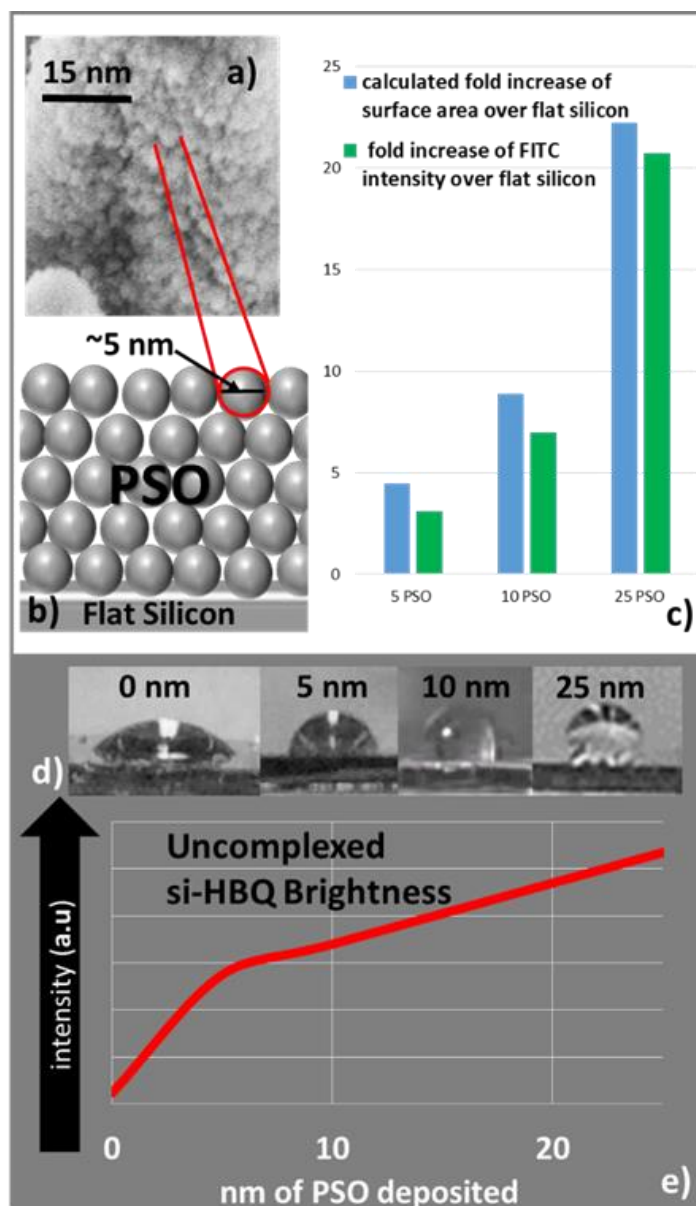 15 nm
a)
~5 nm
PSO
b) Flat Silicon
25
20
15
10
5
0
calculated fold increase of
surface area over flat silicon
fold increase of FITC
intensity over flat silicon
5 PSO
10 PSO
25 PSO
c)
0 nm
5 nm
10 nm
25 nm
d)
Uncomplexed
si-HBQ Brightness
intensity (a.u)
0
10
20
nm of PSO deposited
e)